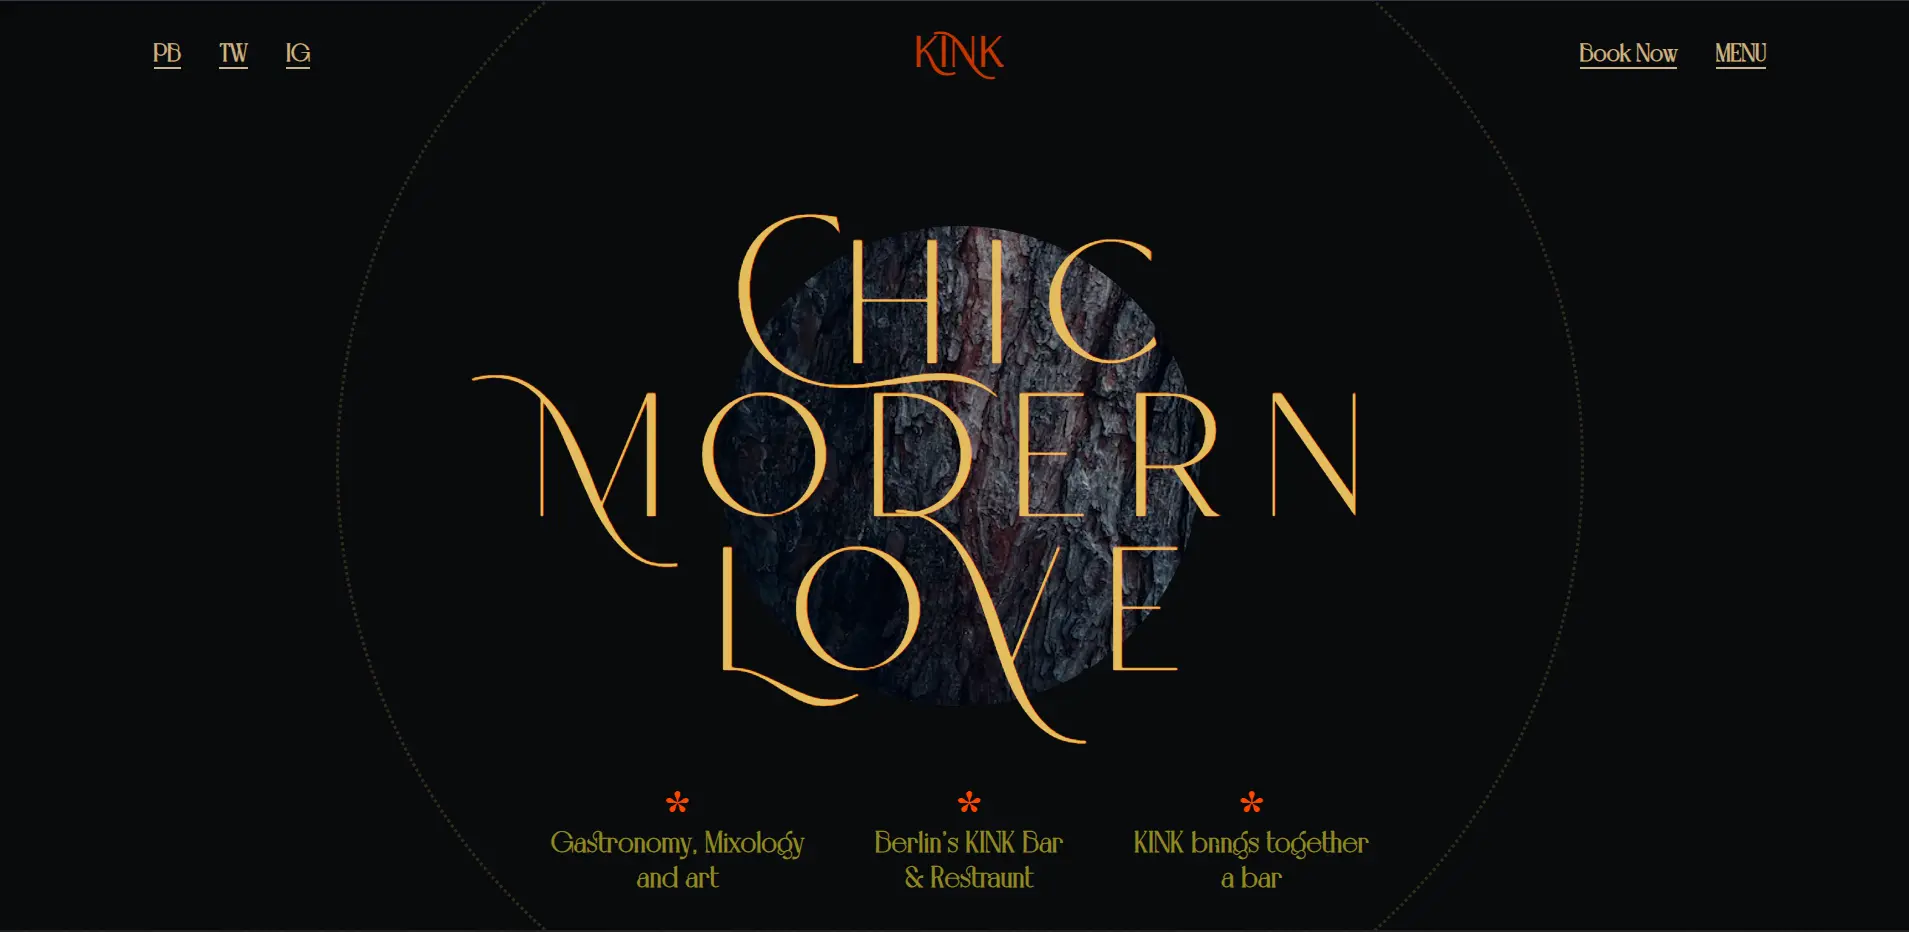 PB TW IG KINK Book Now MENU
CHIC
MODERN
LOVE
* * *
Gastronomy, Mixology
and art
Berlin's KINK Bar
& Restraunt
KINK bnngs together
a bar